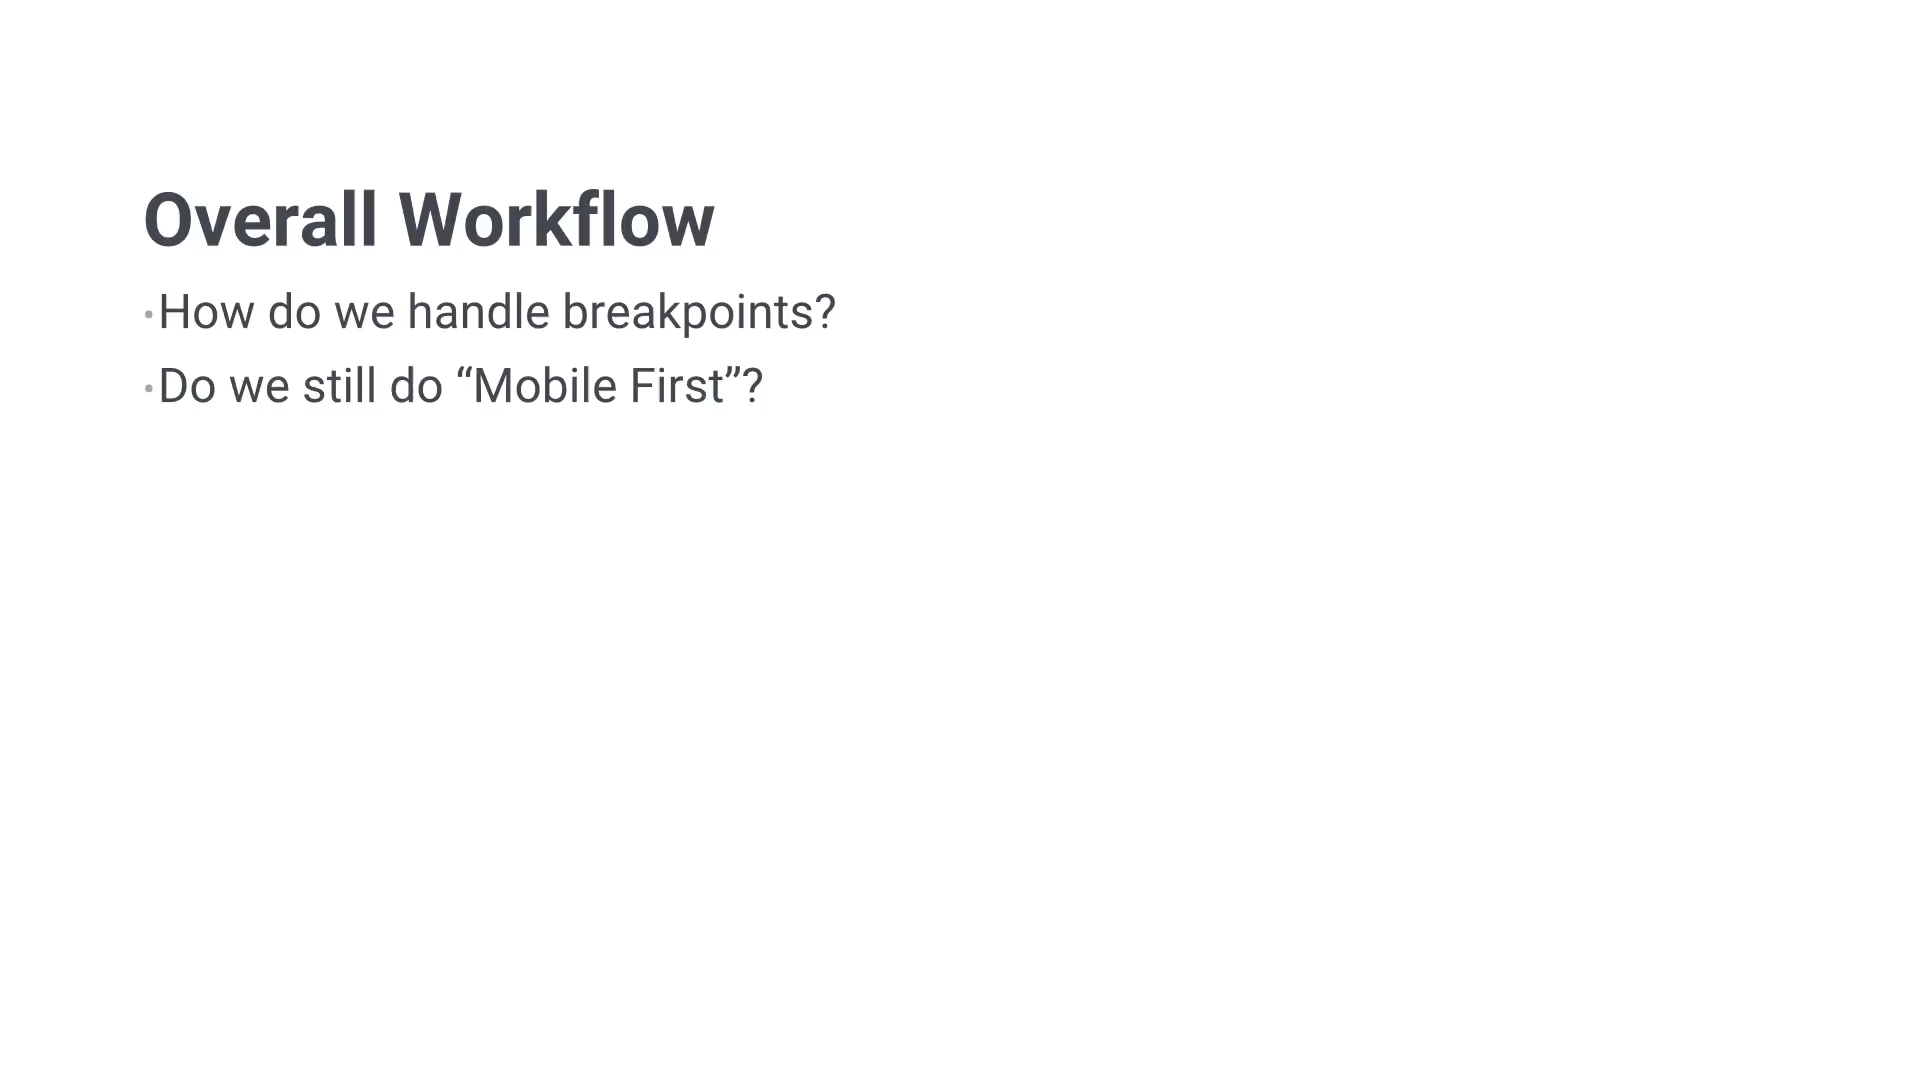 Overall Workflow
•How do we handle breakpoints?
•Do we still do “Mobile First”?